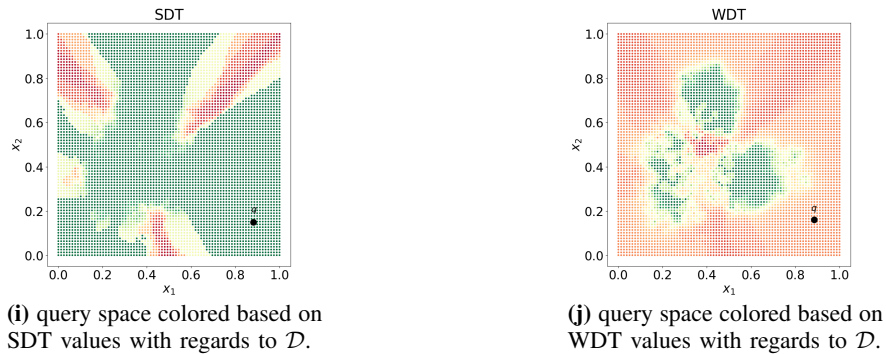 SDT
1.0
0.8
0.6
0.4
0.2
0.0
x₂
q
0.0 0.2 0.4 0.6 0.8 1.0
x₁
(i) query space colored based on
SDT values with regards to 𝒟.
WDT
1.0
0.8
0.6
0.4
0.2
0.0
x₂
q
0.0 0.2 0.4 0.6 0.8 1.0
x₁
(j) query space colored based on
WDT values with regards to 𝒟.